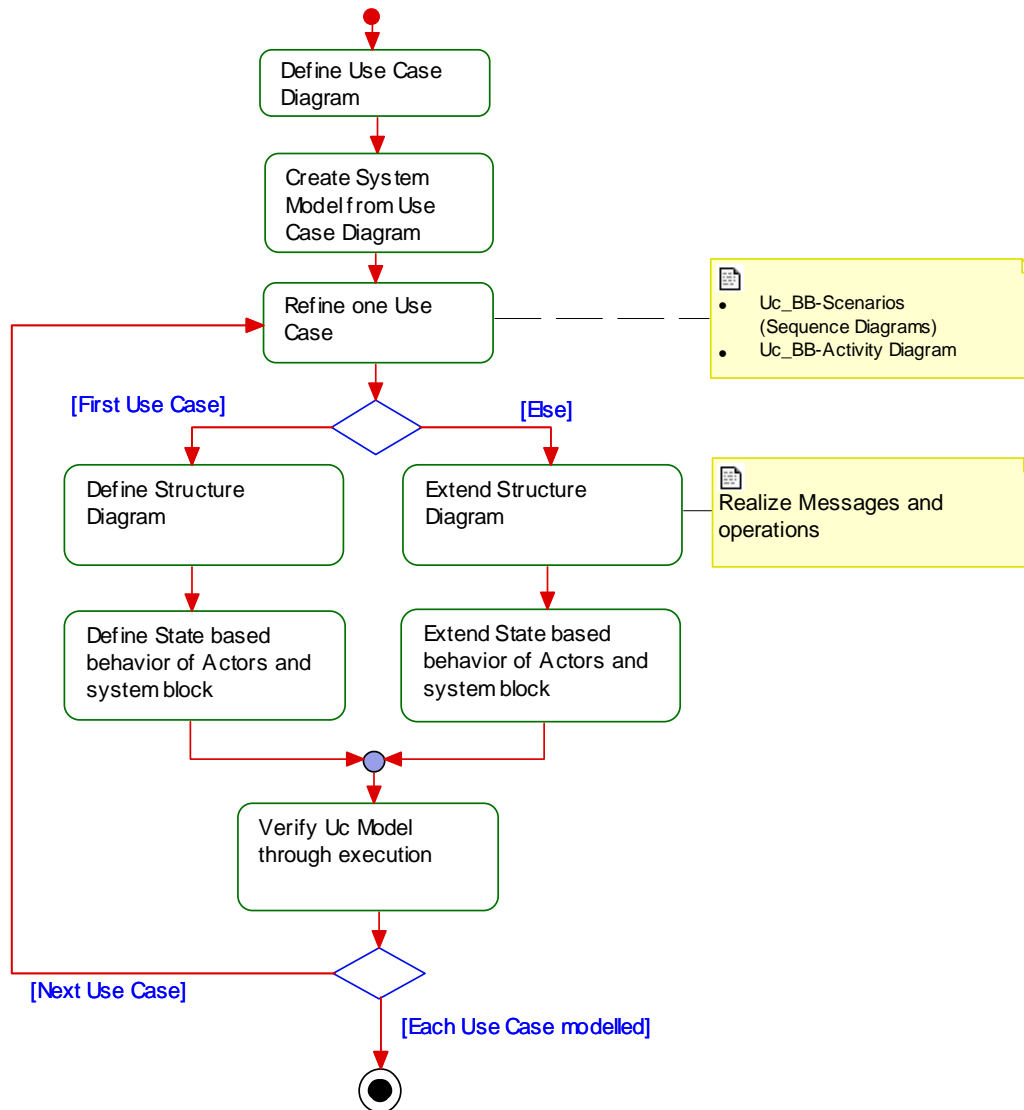 Define Use Case
Diagram
Create System
Model from Use
Case Diagram
Refine one Use
Case
• Uc_BB-Scenarios
(Sequence Diagrams)
• Uc_BB-Activity Diagram
[First Use Case]
[Else]
Define Structure
Diagram
Extend Structure
Diagram
Realize Messages and
operations
Define State based
behavior of Actors and
system block
Extend State based
behavior of Actors and
system block
Verify Uc Model
through execution
[Next Use Case]
[Each Use Case modelled]